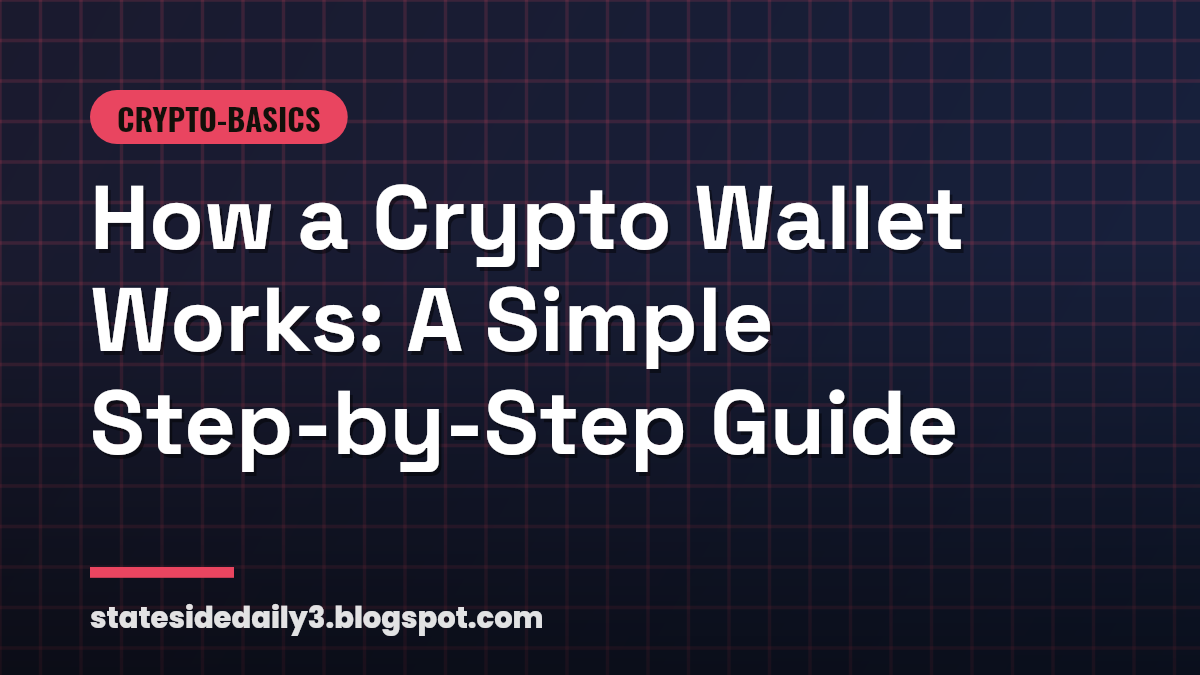 CRYPTO-BASICS
How a Crypto Wallet
Works: A Simple
Step-by-Step Guide
statesidedaily3.blogspot.com